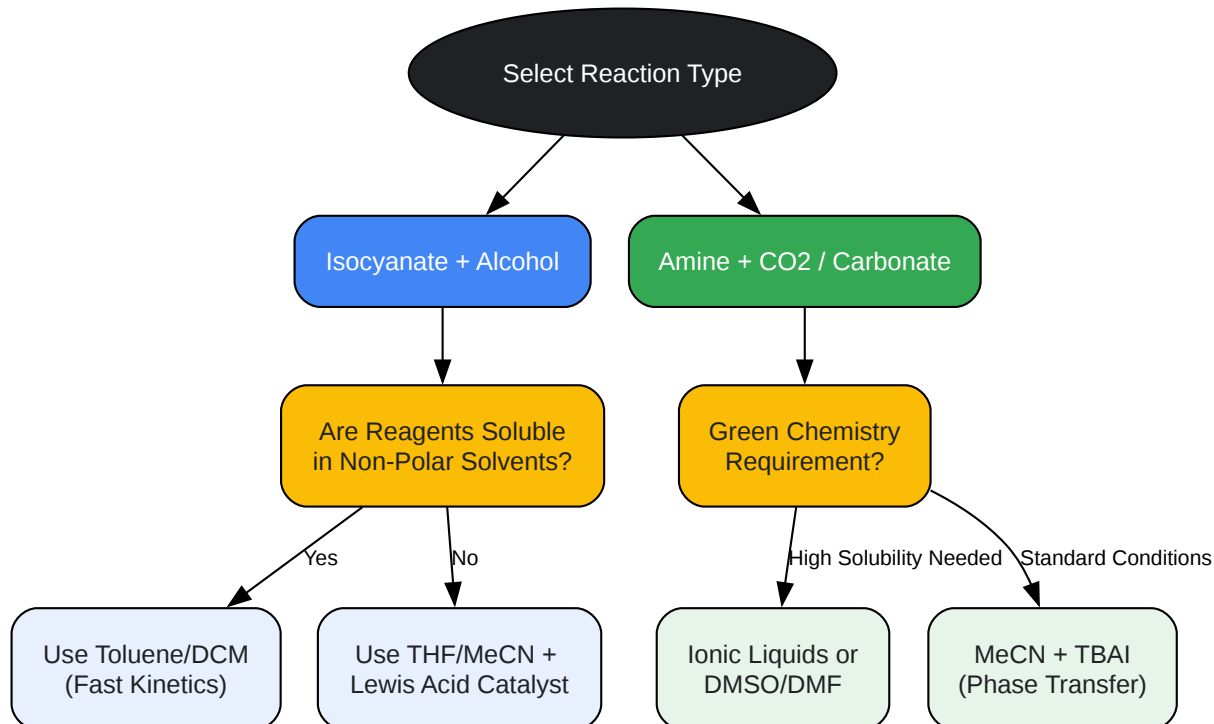 Select Reaction Type
Isocyanate + Alcohol
Amine + CO2 / Carbonate
Are Reagents Soluble
in Non-Polar Solvents?
Green Chemistry
Requirement?
Yes
No
High Solubility Needed
Standard Conditions
Use Toluene/DCM
(Fast Kinetics)
Use THF/MeCN +
Lewis Acid Catalyst
Ionic Liquids or
DMSO/DMF
MeCN + TBAI
(Phase Transfer)